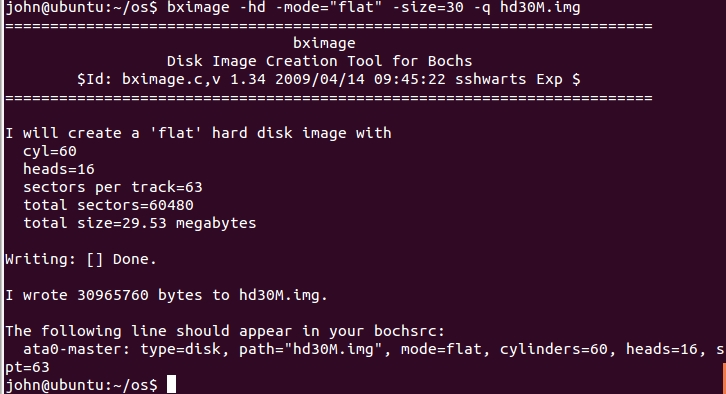 john@ubuntu:~/os$ bximage -hd -mode="flat" -size=30 -q hd30M.img
========================================================================
bximage
Disk Image Creation Tool for Bochs
$Id: bximage.c,v 1.34 2009/04/14 09:45:22 sshwarts Exp $
========================================================================
I will create a 'flat' hard disk image with
cyl=60
heads=16
sectors per track=63
total sectors=60480
total size=29.53 megabytes
Writing: [] Done.
I wrote 30965760 bytes to hd30M.img.
The following line should appear in your bochsrc:
ata0-master: type=disk, path="hd30M.img", mode=flat, cylinders=60, heads=16, s
pt=63
john@ubuntu:~/os$